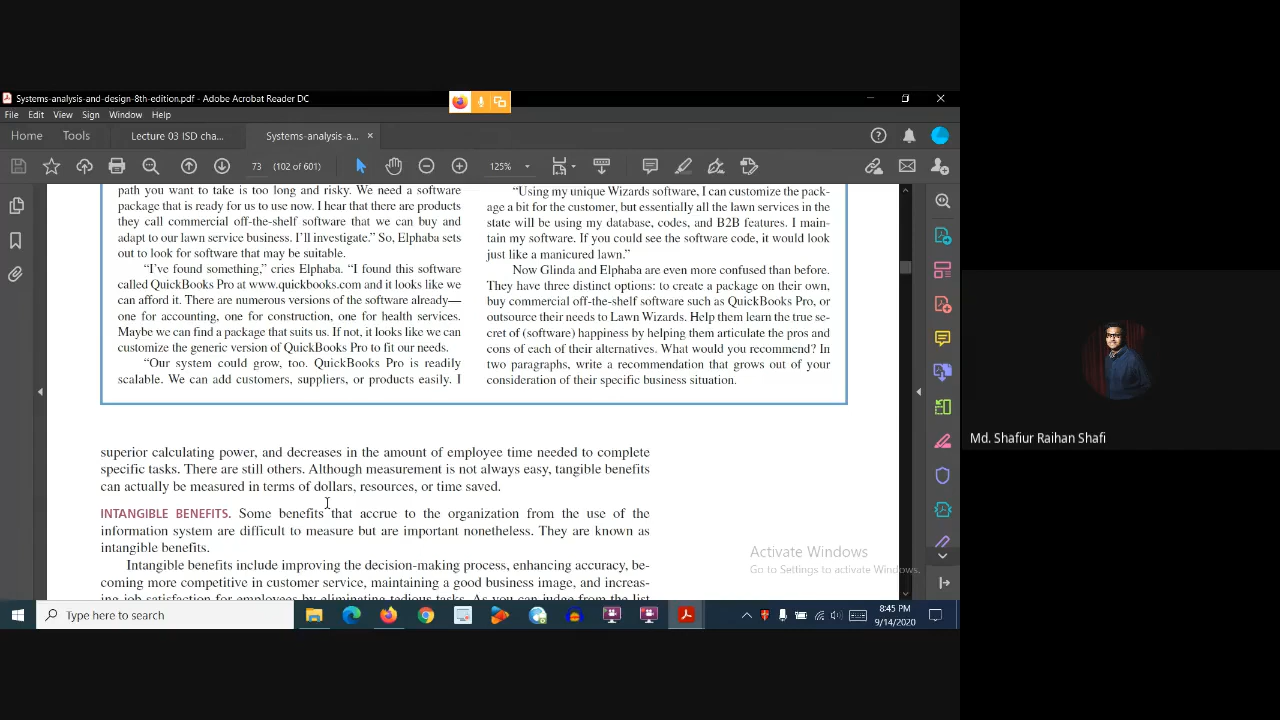 Systems-analysis-and-design-8th-edition.pdf - Adobe Acrobat Reader DC
File Edit View Sign Window Help
Home Tools Lecture 03 ISD cha... Systems-analysis-a... ×
73 (102 of 601) 125%
path you want to take is too long and risky. We need a software
package that is ready for us to use now. I hear that there are products
they call commercial off-the-shelf software that we can buy and
adapt to our lawn service business. I'll investigate.” So, Elphaba sets
out to look for software that may be suitable.
“I've found something,” cries Elphaba. “I found this software
called QuickBooks Pro at www.quickbooks.com and it looks like we
can afford it. There are numerous versions of the software already—
one for accounting, one for construction, one for health services.
Maybe we can find a package that suits us. If not, it looks like we can
customize the generic version of QuickBooks Pro to fit our needs.
“Our system could grow, too. QuickBooks Pro is readily
scalable. We can add customers, suppliers, or products easily. I
“Using my unique Wizards software, I can customize the pack-
age a bit for the customer, but essentially all the lawn services in the
state will be using my database, codes, and B2B features. I main-
tain my software. If you could see the software code, it would look
just like a manicured lawn.”
Now Glinda and Elphaba are even more confused than before.
They have three distinct options: to create a package on their own,
buy commercial off-the-shelf software such as QuickBooks Pro, or
outsource their needs to Lawn Wizards. Help them learn the true se-
cret of (software) happiness by helping them articulate the pros and
cons of each of their alternatives. What would you recommend? In
two paragraphs, write a recommendation that grows out of your
consideration of their specific business situation.
superior calculating power, and decreases in the amount of employee time needed to complete
specific tasks. There are still others. Although measurement is not always easy, tangible benefits
can actually be measured in terms of dollars, resources, or time saved.
INTANGIBLE BENEFITS. Some benefits that accrue to the organization from the use of the
information system are difficult to measure but are important nonetheless. They are known as
intangible benefits.
Intangible benefits include improving the decision-making process, enhancing accuracy, be-
coming more competitive in customer service, maintaining a good business image, and increas-
ing job satisfaction for employees by eliminating tedious tasks. As you can judge from the list
Activate Windows
Go to Settings to activate Windows.
Md. Shafiur Raihan Shafi
Type here to search
8:45 PM
9/14/2020